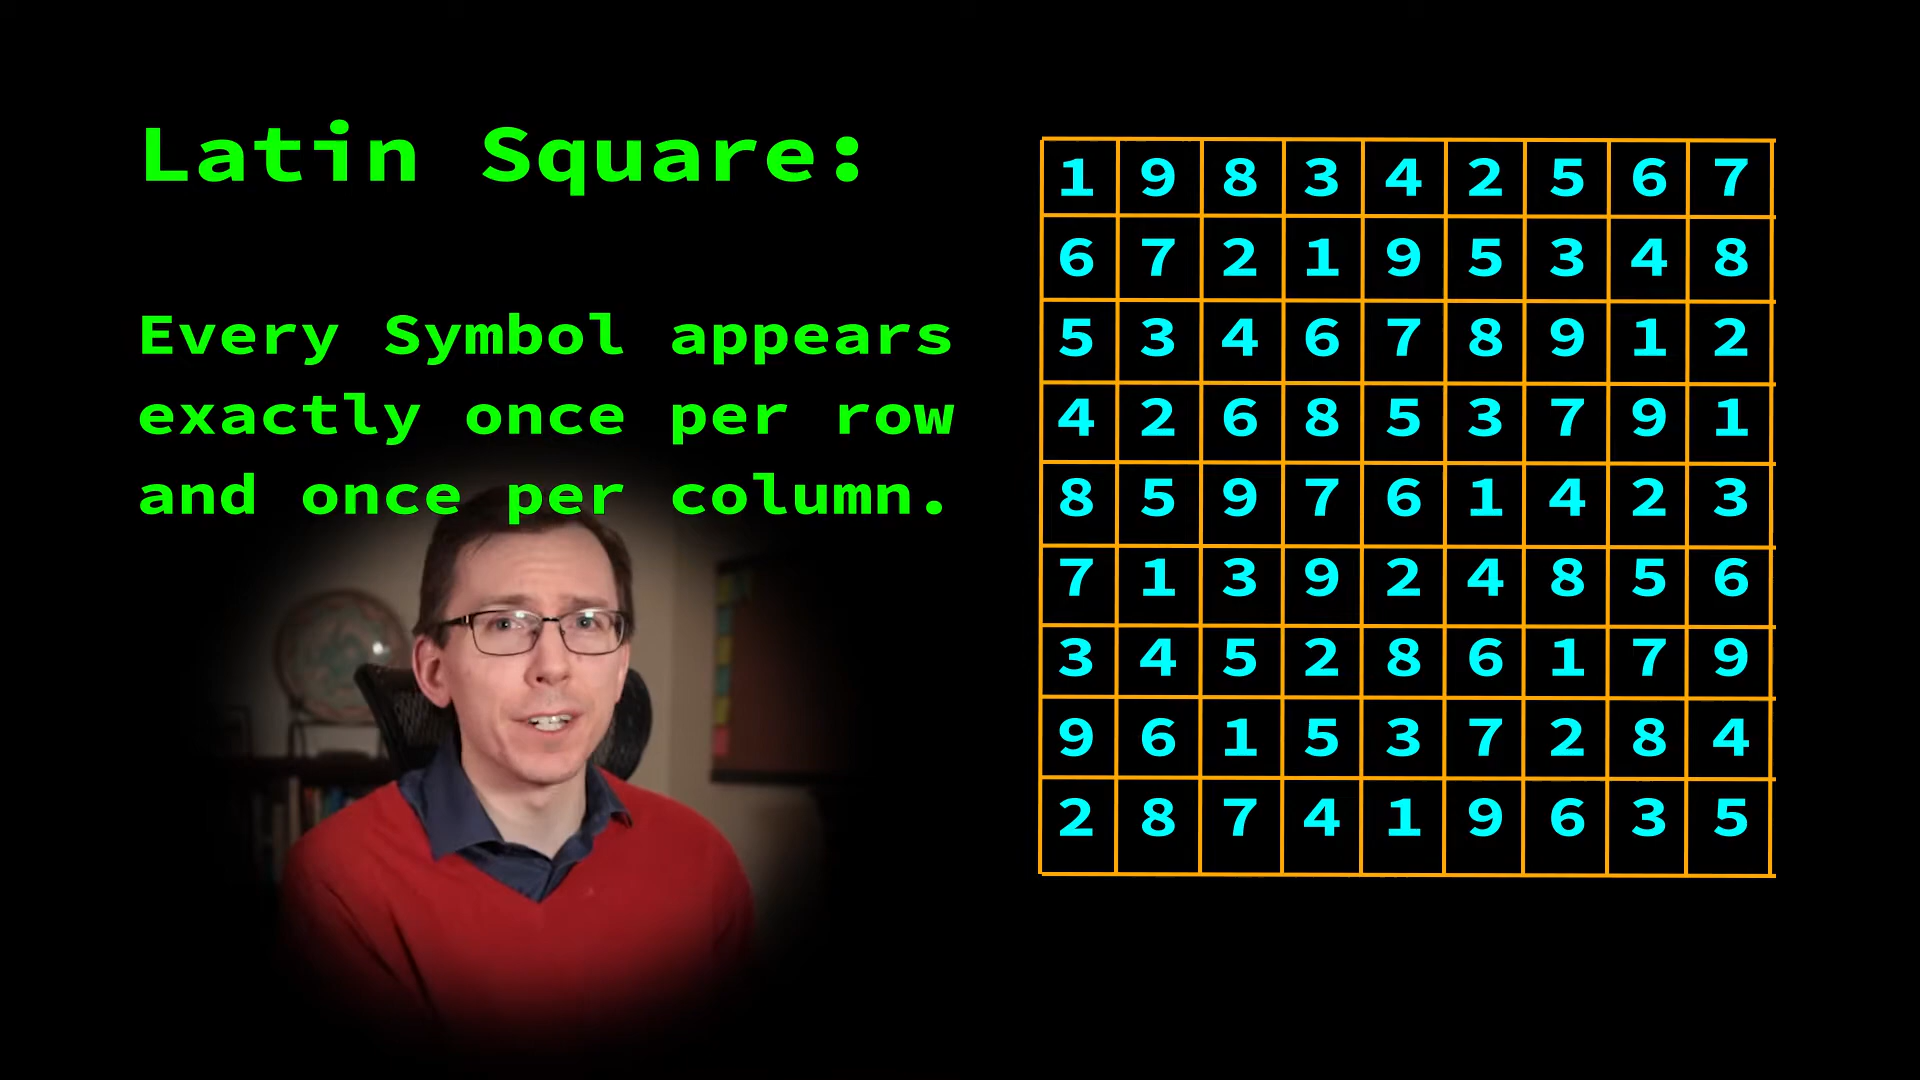 Latin Square:
Every Symbol appears
exactly once per row
and once per column.
1 9 8 3 4 2 5 6 7
6 7 2 1 9 5 3 4 8
5 3 4 6 7 8 9 1 2
4 2 6 8 5 3 7 9 1
8 5 9 7 6 1 4 2 3
7 1 3 9 2 4 8 5 6
3 4 5 2 8 6 1 7 9
9 6 1 5 3 7 2 8 4
2 8 7 4 1 9 6 3 5